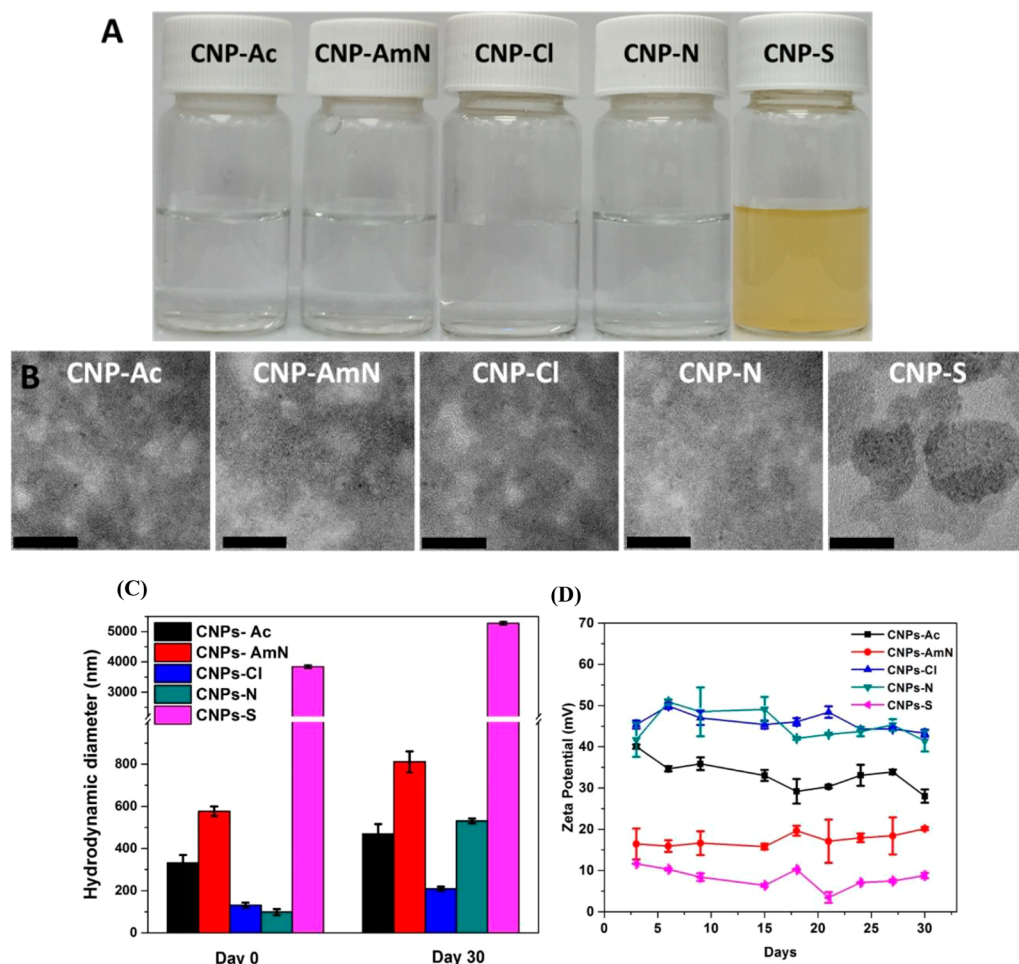 A
CNP-Ac CNP-AmN CNP-Cl CNP-N CNP-S
B
CNP-Ac CNP-AmN CNP-Cl CNP-N CNP-S
(C)
Hydrodynamic diameter (nm)
5000
4000
3000
800
600
400
200
0
CNPs- Ac
CNPs- AmN
CNPs-Cl
CNPs-N
CNPs-S
Day 0 Day 30
(D)
Zeta Potential (mV)
70
60
50
40
30
20
10
0
CNPs-Ac
CNPs-AmN
CNPs-Cl
CNPs-N
CNPs-S
0 5 10 15 20 25 30
Days